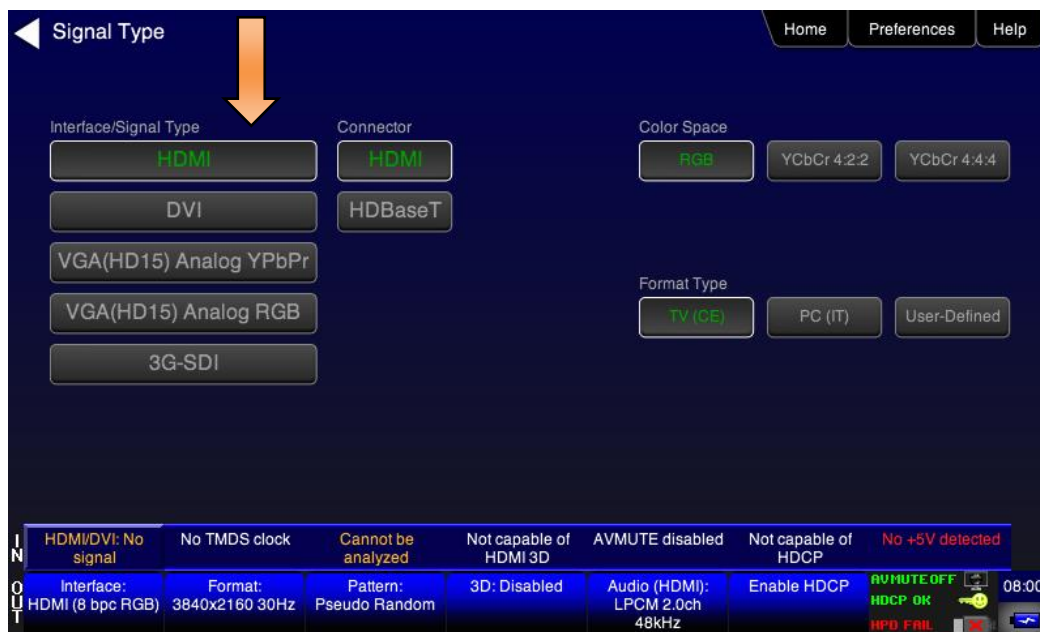 Signal Type
Home
Preferences
Help
Interface/Signal Type
Connector
Color Space
HDMI
HDMI
RGB
YCbCr 4:2:2
YCbCr 4:4:4
DVI
HDBaseT
VGA(HD15) Analog YPbPr
Format Type
VGA(HD15) Analog RGB
TV (CE)
PC (IT)
User-Defined
3G-SDI
IN
HDMI/DVI: No
signal
No TMDS clock
Cannot be
analyzed
Not capable of
HDMI 3D
AVMUTE disabled
Not capable of
HDCP
No +5V detected
OUT
Interface:
HDMI (8 bpc RGB)
Format:
3840x2160 30Hz
Pattern:
Pseudo Random
3D: Disabled
Audio (HDMI):
LPCM 2.0ch
48kHz
Enable HDCP
AVMUTEOFF
HDCP OK
HPD FAIL
08:00